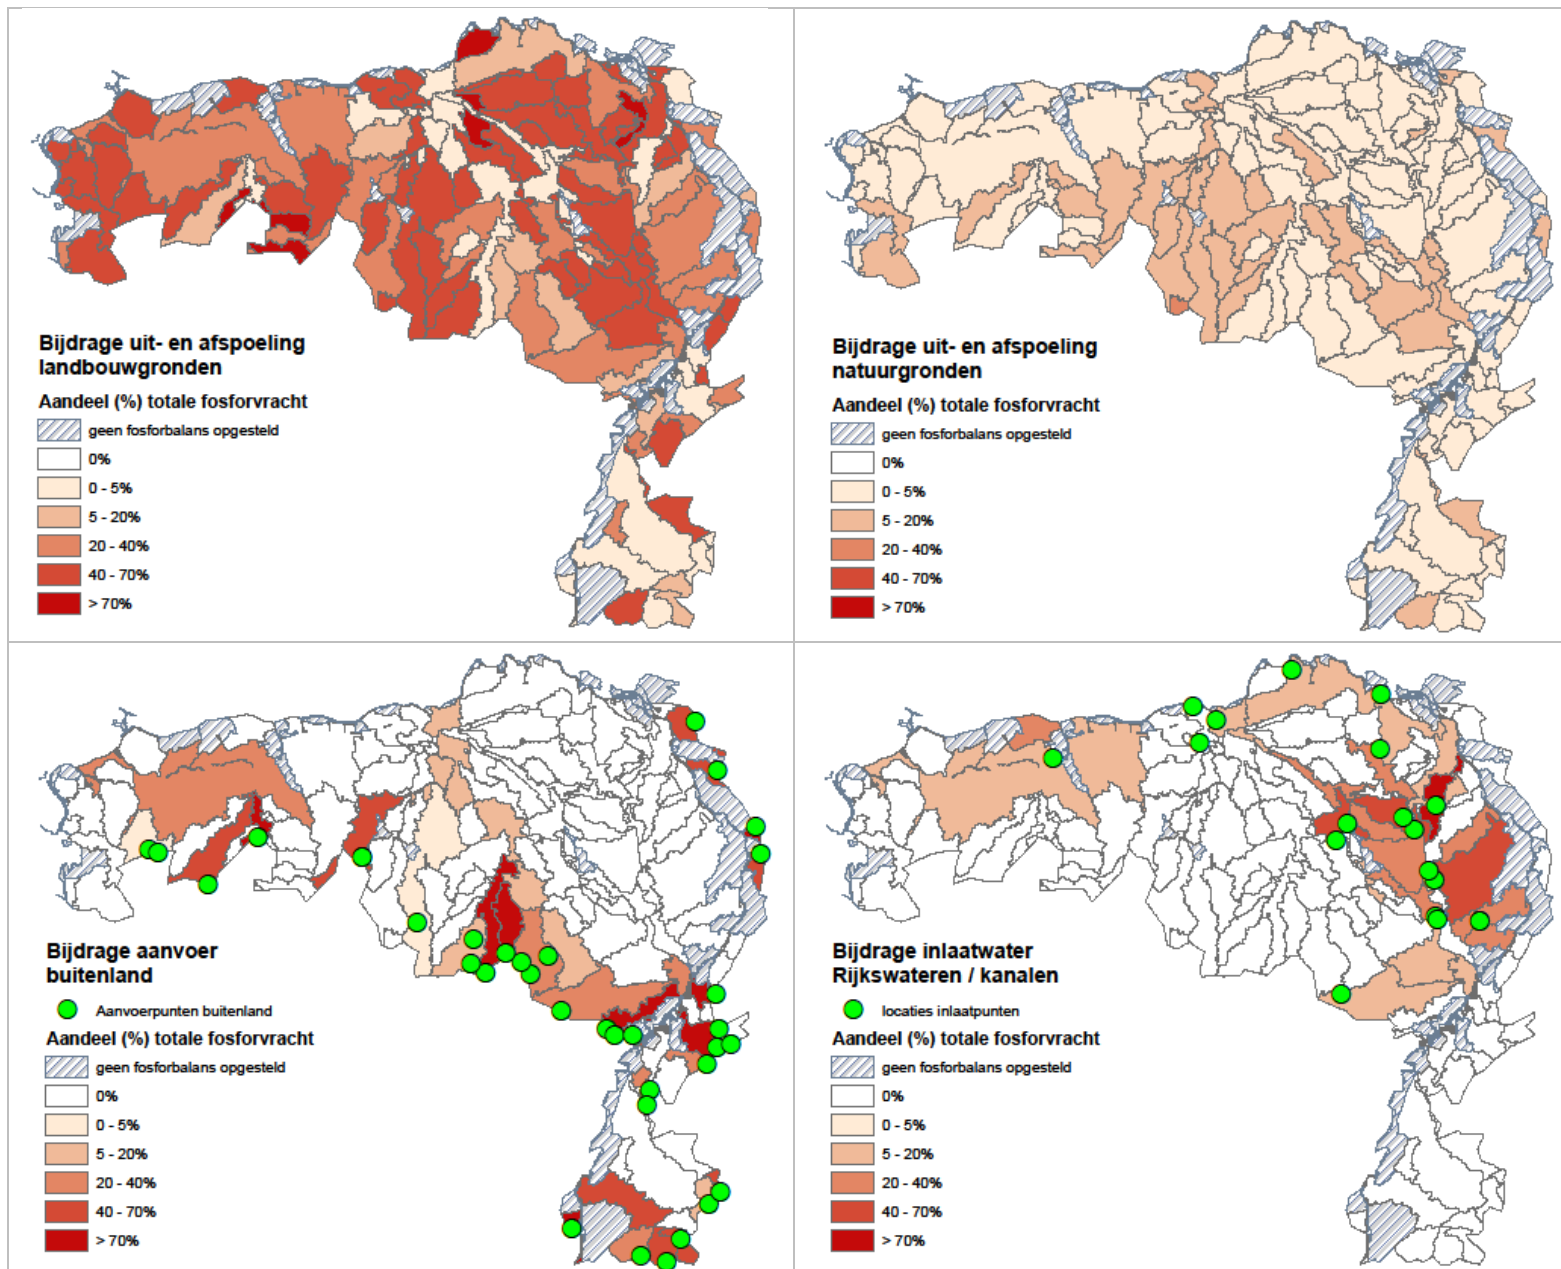 Bijdrage uit- en afspoeling
landbouwgronden
Aandeel (%) totale fosforvracht
geen fosforbalans opgesteld
0%
0 - 5%
5 - 20%
20 - 40%
40 - 70%
> 70%
Bijdrage uit- en afspoeling
natuurgronden
Aandeel (%) totale fosforvracht
geen fosforbalans opgesteld
0%
0 - 5%
5 - 20%
20 - 40%
40 - 70%
> 70%
Bijdrage aanvoer
buitenland
Aanvoerpunten buitenland
Aandeel (%) totale fosforvracht
geen fosforbalans opgesteld
0%
0 - 5%
5 - 20%
20 - 40%
40 - 70%
> 70%
Bijdrage inlaatwater
Rijkswateren / kanalen
locaties inlaatpunten
Aandeel (%) totale fosforvracht
geen fosforbalans opgesteld
0%
0 - 5%
5 - 20%
20 - 40%
40 - 70%
> 70%